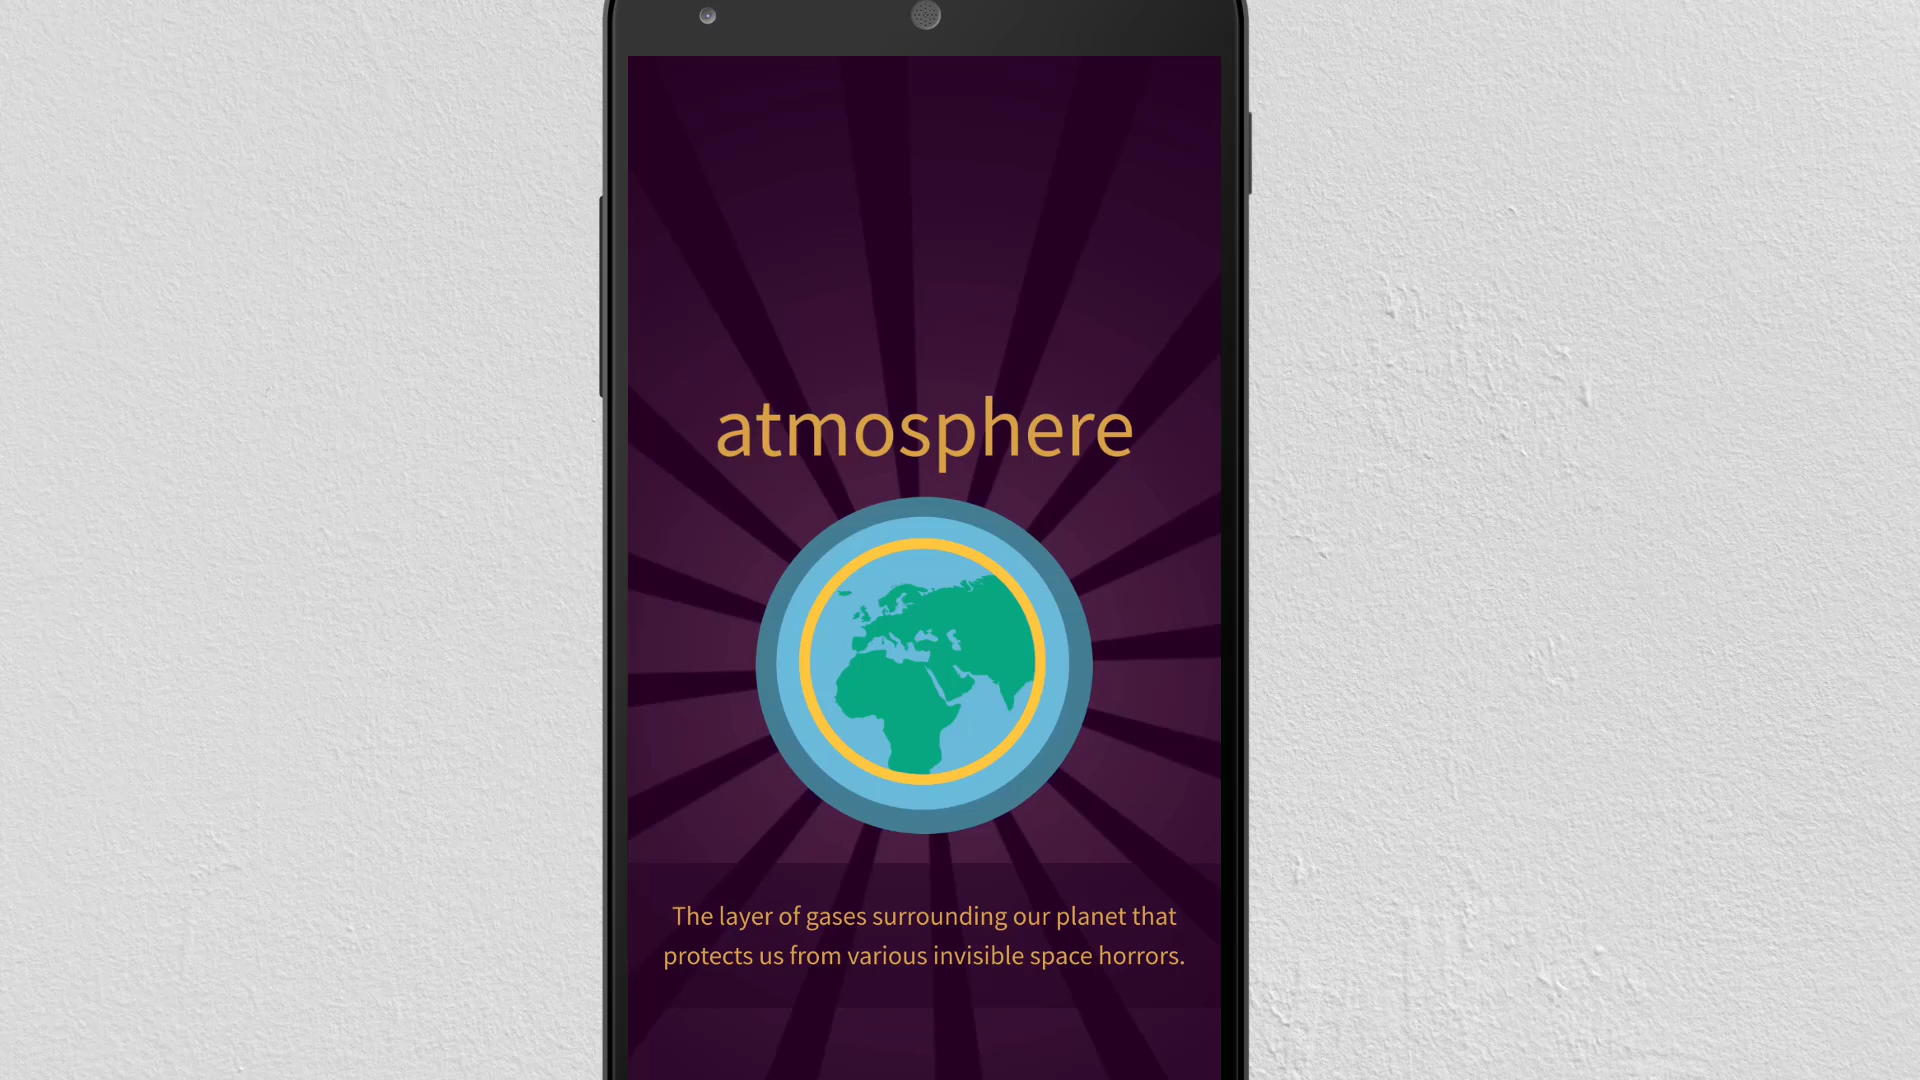 atmosphere
The layer of gases surrounding our planet that
protects us from various invisible space horrors.